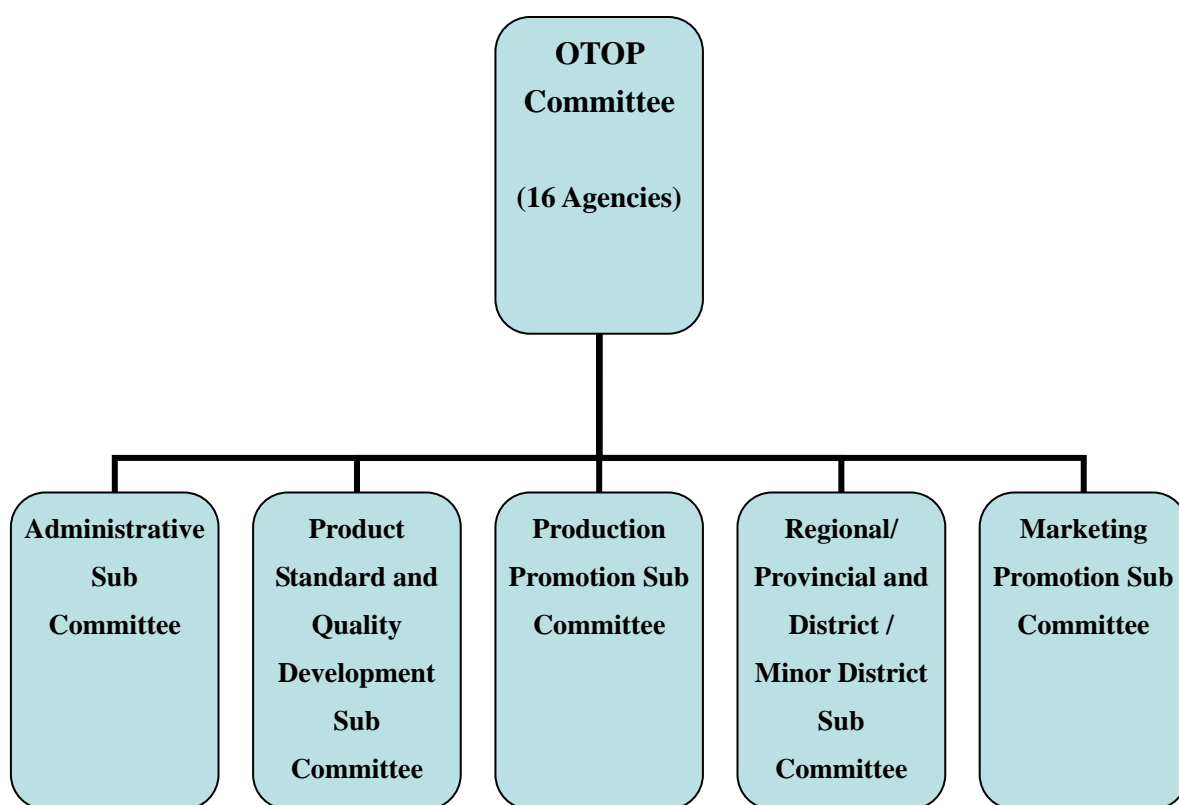 OTOP
Committee
(16 Agencies)
Administrative
Sub
Committee
Product
Standard and
Quality
Development
Sub
Committee
Production
Promotion Sub
Committee
Regional/
Provincial and
District /
Minor District
Sub
Committee
Marketing
Promotion Sub
Committee